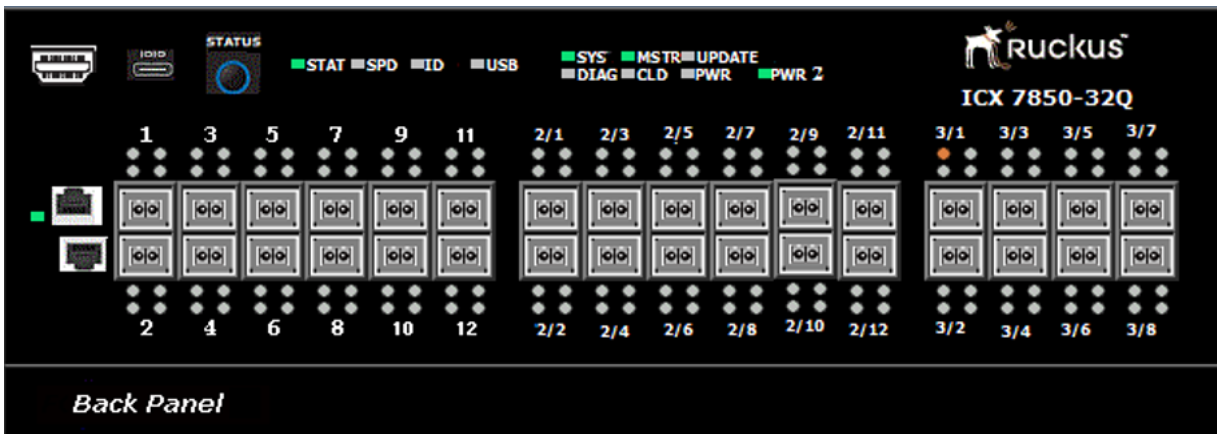 STATUS
IOIO
STAT SPD ID USB
SYS MSTR UPDATE
DIAG CLD PWR PWR 2
Ruckus
ICX 7850-32Q
1 3 5 7 9 11 2/1 2/3 2/5 2/7 2/9 2/11 3/1 3/3 3/5 3/7
2 4 6 8 10 12 2/2 2/4 2/6 2/8 2/10 2/12 3/2 3/4 3/6 3/8
Back Panel